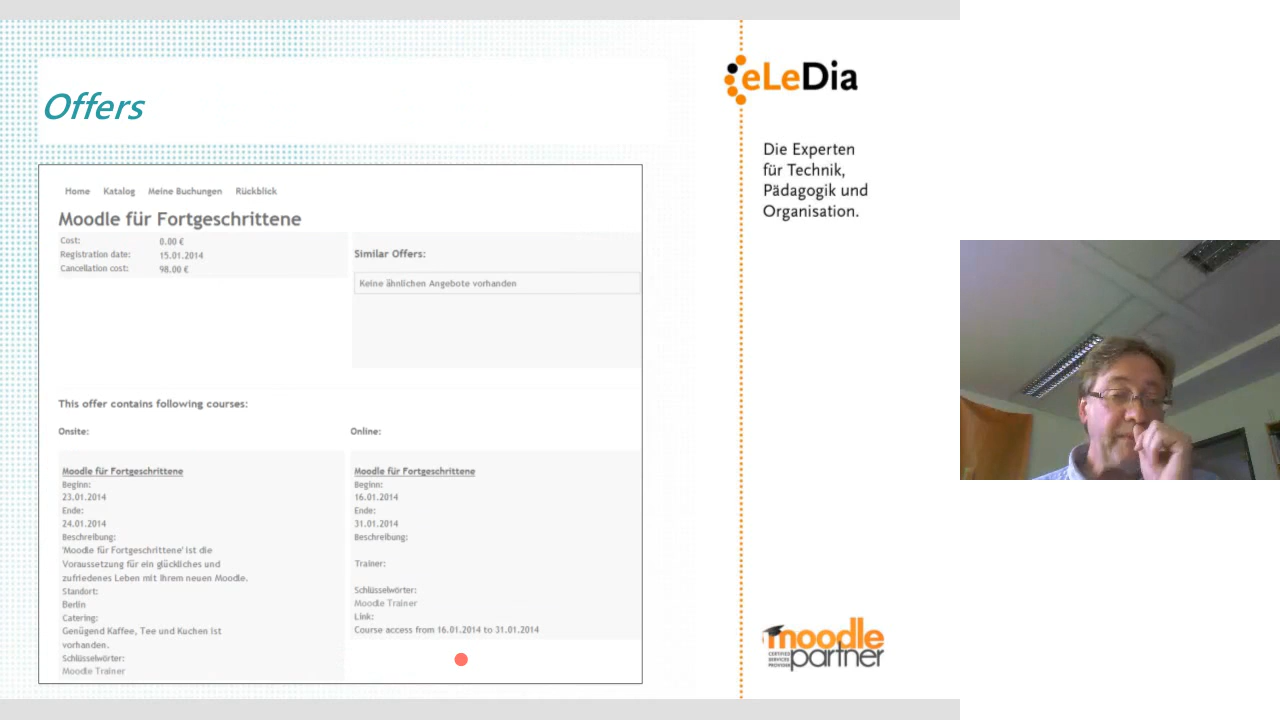 Offers
Home Katalog Meine Buchungen Rückblick
Moodle für Fortgeschrittene
Cost: 0.00 €
Registration date: 15.01.2014
Cancellation cost: 98.00 €
Similar Offers:
Keine ähnlichen Angebote vorhanden
This offer contains following courses:
Onsite:
Moodle für Fortgeschrittene
Beginn:
23.01.2014
Ende:
24.01.2014
Beschreibung:
'Moodle für Fortgeschrittene' ist die
Voraussetzung für ein glückliches und
zufriedenes Leben mit Ihrem neuen Moodle.
Standort:
Berlin
Catering:
Genügend Kaffee, Tee und Kuchen ist
vorhanden.
Schlüsselwörter:
Moodle Trainer
Online:
Moodle für Fortgeschrittene
Beginn:
16.01.2014
Ende:
31.01.2014
Beschreibung:
Trainer:
Schlüsselwörter:
Moodle Trainer
Link:
Course access from 16.01.2014 to 31.01.2014
eLeDia
Die Experten
für Technik,
Pädagogik und
Organisation.
moodle
CERTIFIED
SERVICES
PROVIDER
partner